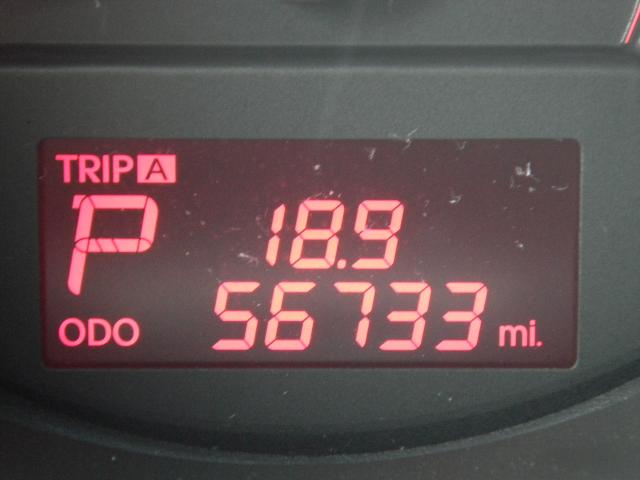 TRIP A
P 18.9
ODO 56733 mi.